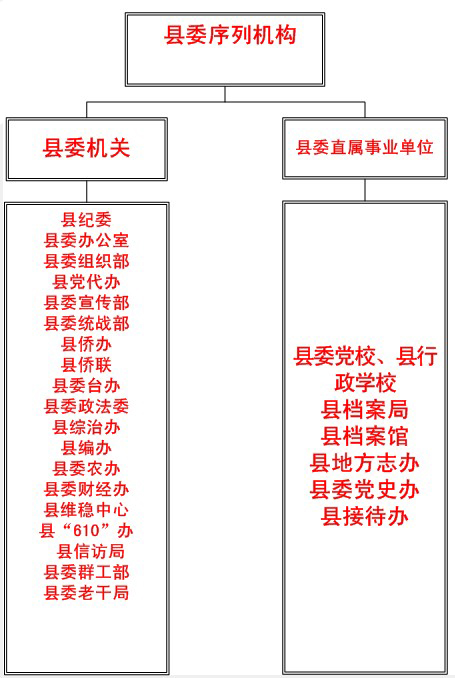 县委序列机构
县委机关
县委直属事业单位
县纪委
县委办公室
县委组织部
县党代办
县委宣传部
县委统战部
县侨办
县侨联
县委台办
县委政法委
县综治办
县编办
县委农办
县委财经办
县维稳中心
县“610”办
县信访局
县委群工部
县委老干局
县委党校、县行
政学校
县档案局
县档案馆
县地方志办
县委党史办
县接待办